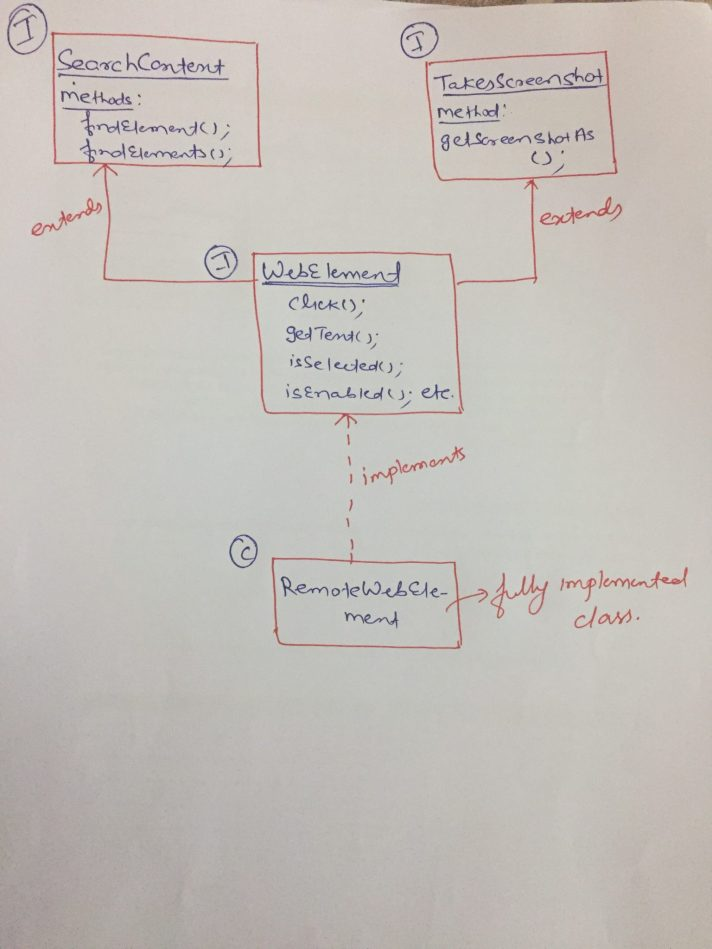 I
SearchContent
methods:
findElement();
findElements();
I
TakesScreenshot
method:
getScreenshotAs
();
extends
extends
I
WebElement
click();
getText();
isSelected();
isEnabled(); etc.
implements
C
RemoteWebEle-
ment
fully implemented
class.